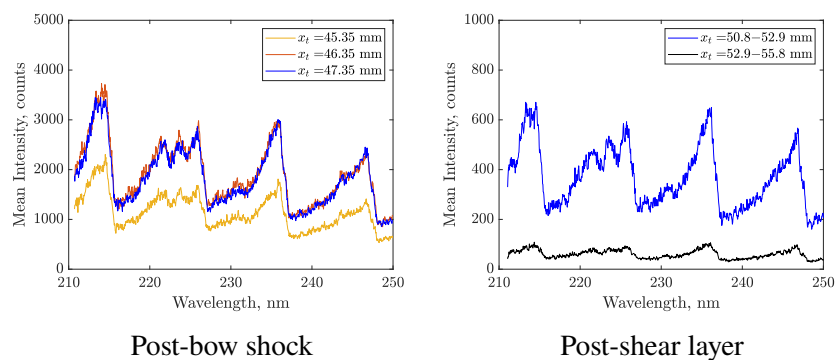 5000
4000
3000
2000
1000
0
Mean Intensity, counts
x_t =45.35 mm
x_t =46.35 mm
x_t =47.35 mm
210 220 230 240 250
Wavelength, nm
Post-bow shock
1000
800
600
400
200
0
Mean Intensity, counts
x_t =50.8−52.9 mm
x_t =52.9−55.8 mm
210 220 230 240 250
Wavelength, nm
Post-shear layer